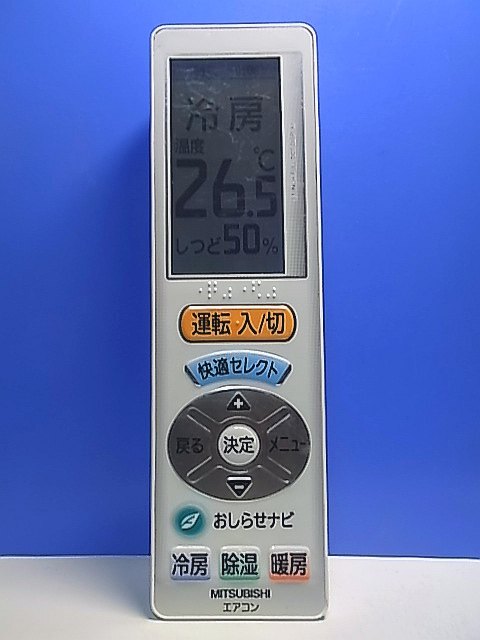 冷房
温度
26.5℃
しつど50%
運転 入/切
快適セレクト
+
戻る 決定 メニュー
−
おしらせナビ
冷房 除湿 暖房
MITSUBISHI
エアコン